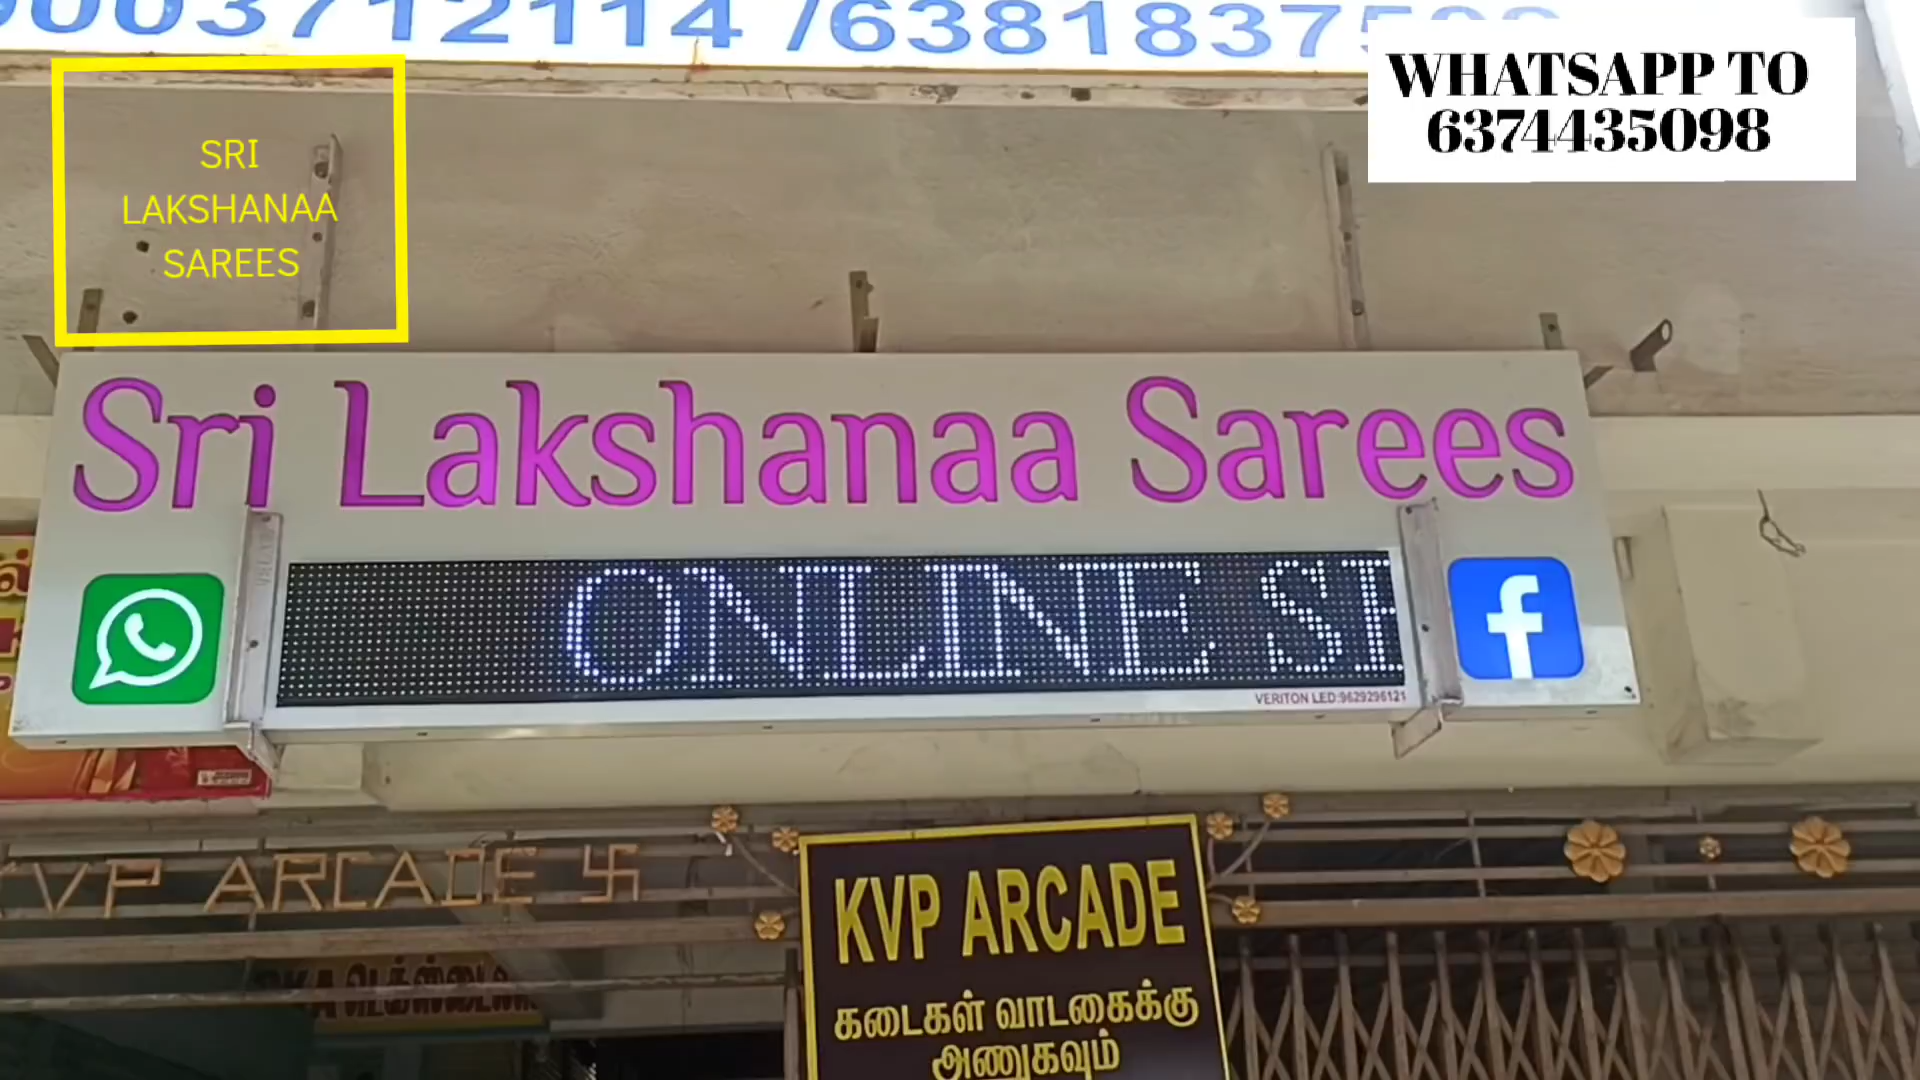 WHATSAPP TO
6374435098
SRI
LAKSHANAA
SAREES
Sri Lakshanaa Sarees
ONLINE
VERITON LED:9629296121
KVP ARCADE 卐
KVP ARCADE
கடைகள் வாடகைக்கு
அணுகவும்